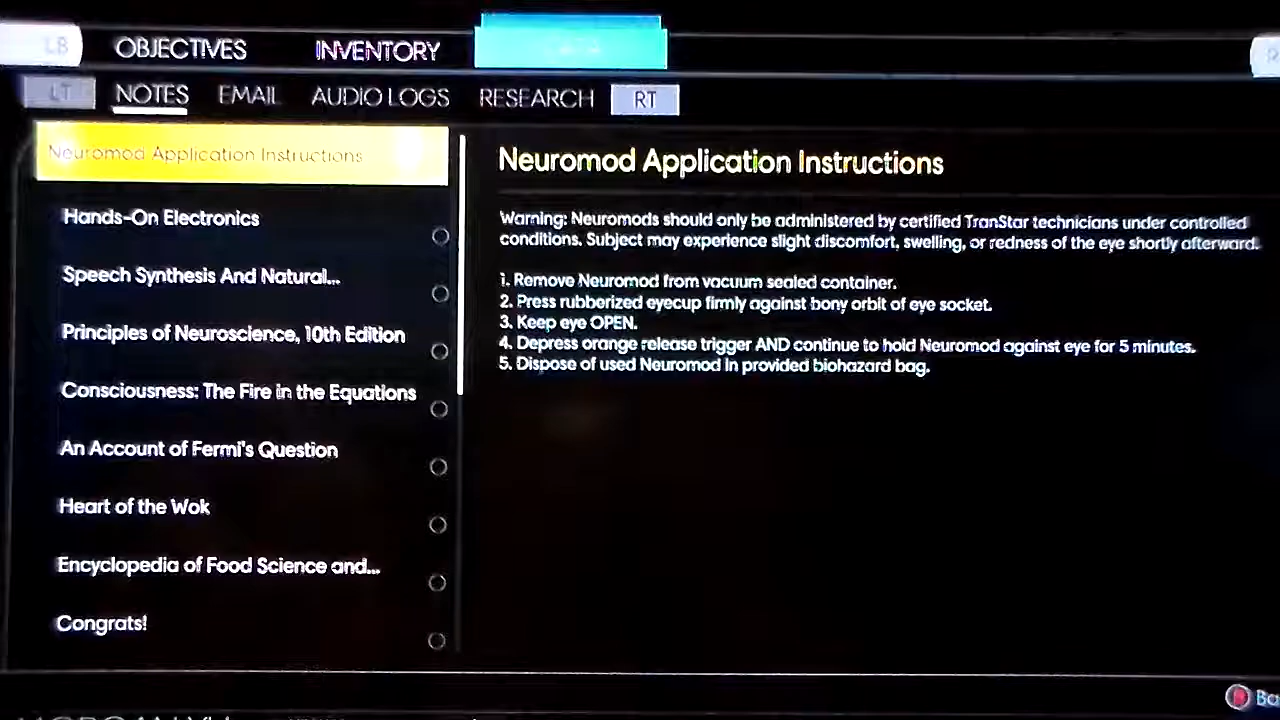 LB OBJECTIVES INVENTORY
LT NOTES EMAIL AUDIO LOGS RESEARCH RT
Neuromod Application Instructions
Hands-On Electronics
Speech Synthesis And Natural...
Principles of Neuroscience, 10th Edition
Consciousness: The Fire in the Equations
An Account of Fermi's Question
Heart of the Wok
Encyclopedia of Food Science and...
Congrats!
Neuromod Application Instructions
Warning: Neuromods should only be administered by certified TranStar technicians under controlled
conditions. Subject may experience slight discomfort, swelling, or redness of the eye shortly afterward.
1. Remove Neuromod from vacuum sealed container.
2. Press rubberized eyecup firmly against bony orbit of eye socket.
3. Keep eye OPEN.
4. Depress orange release trigger AND continue to hold Neuromod against eye for 5 minutes.
5. Dispose of used Neuromod in provided biohazard bag.
B Ba